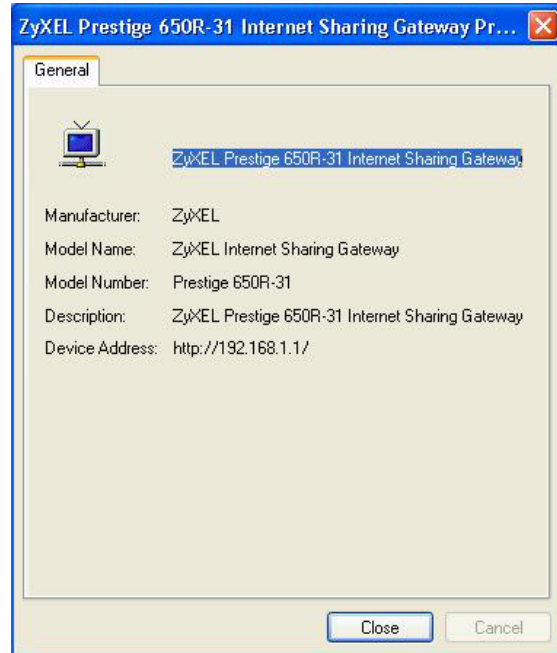 ZyXEL Prestige 650R-31 Internet Sharing Gateway Pr...
General
ZyXEL Prestige 650R-31 Internet Sharing Gateway
Manufacturer: ZyXEL
Model Name: ZyXEL Internet Sharing Gateway
Model Number: Prestige 650R-31
Description: ZyXEL Prestige 650R-31 Internet Sharing Gateway
Device Address: http://192.168.1.1/
Close Cancel